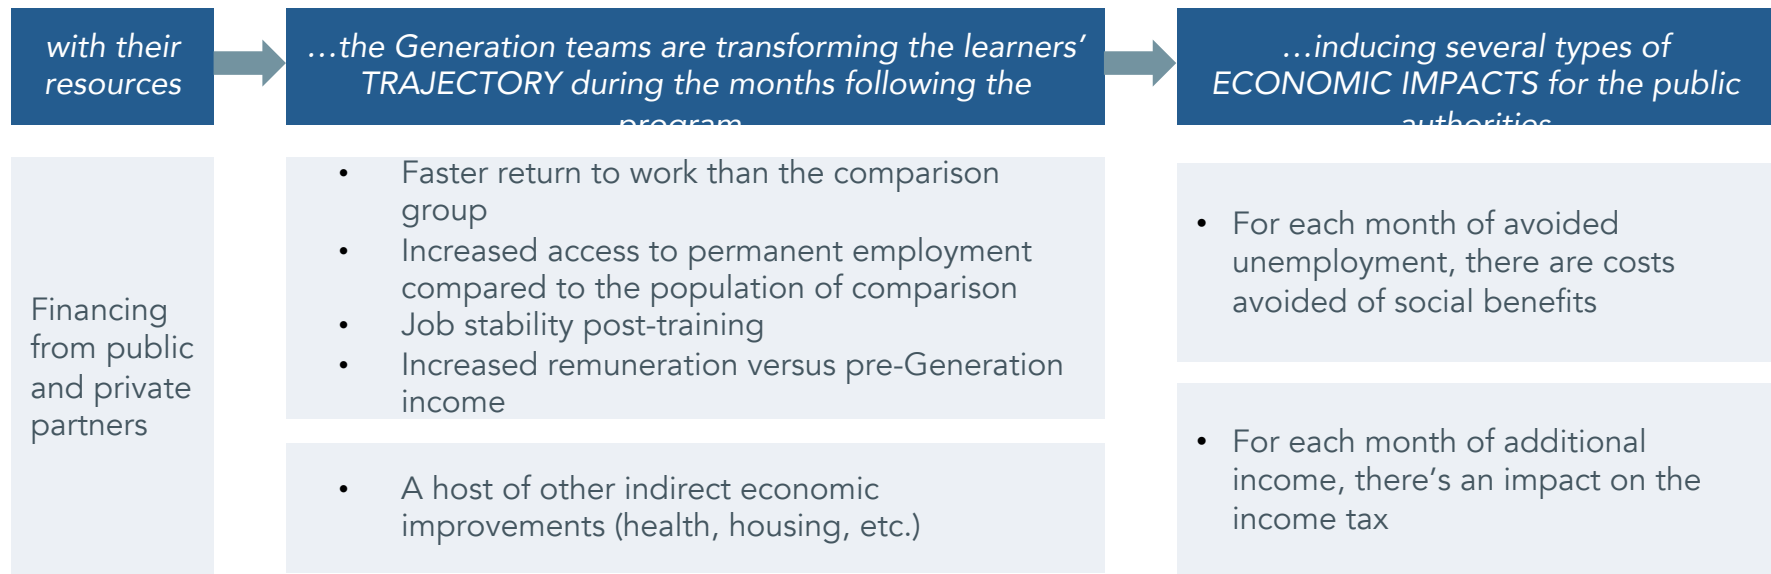 with their
resources
…the Generation teams are transforming the learners’
TRAJECTORY during the months following the
program
…inducing several types of
ECONOMIC IMPACTS for the public
authorities
Financing
from public
and private
partners
• Faster return to work than the comparison
group
• Increased access to permanent employment
compared to the population of comparison
• Job stability post-training
• Increased remuneration versus pre-Generation
income
• A host of other indirect economic
improvements (health, housing, etc.)
• For each month of avoided
unemployment, there are costs
avoided of social benefits
• For each month of additional
income, there’s an impact on the
income tax